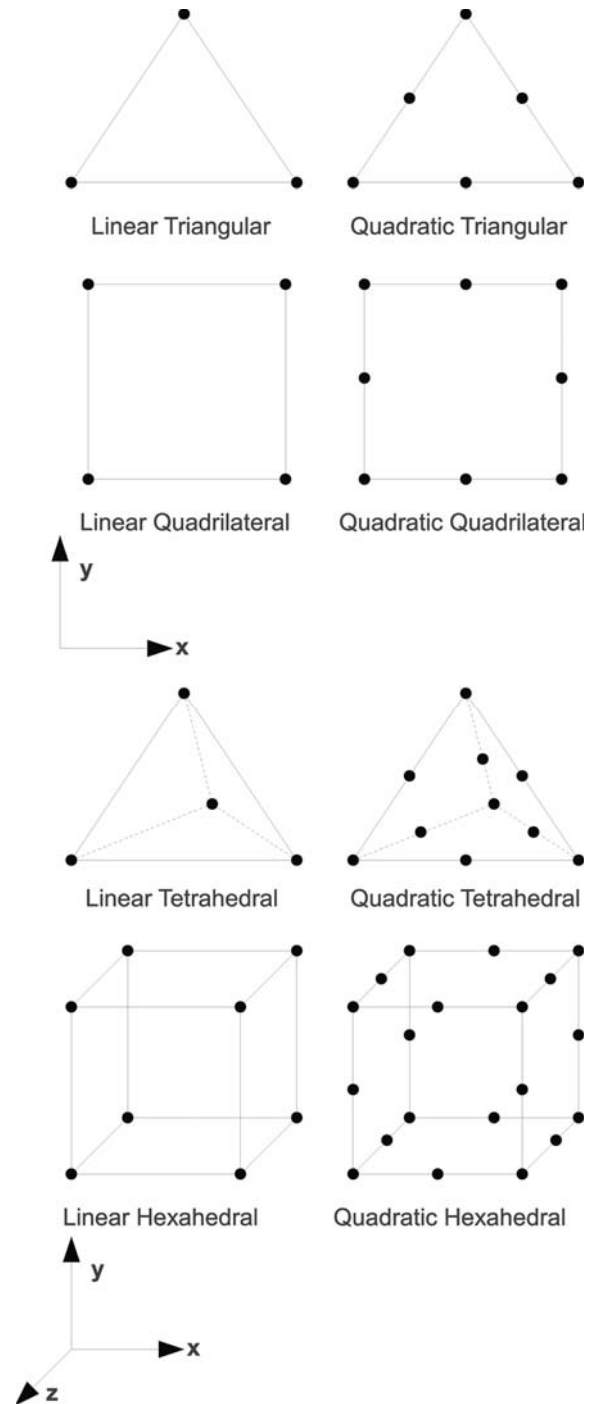 Linear Triangular
Quadratic Triangular
Linear Quadrilateral
Quadratic Quadrilateral
y
x
Linear Tetrahedral
Quadratic Tetrahedral
Linear Hexahedral
Quadratic Hexahedral
y
x
z